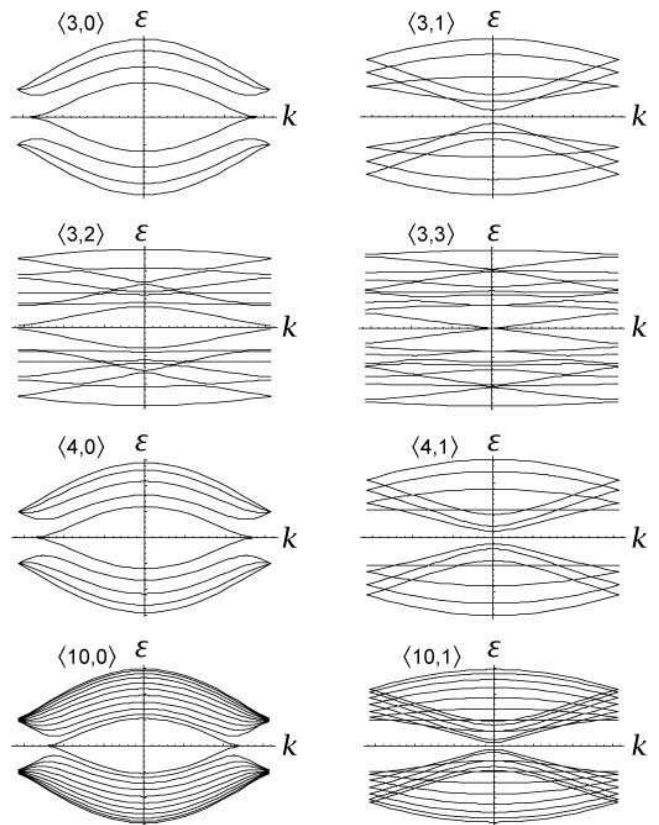 ⟨3,0⟩ ε k
⟨3,1⟩ ε k
⟨3,2⟩ ε k
⟨3,3⟩ ε k
⟨4,0⟩ ε k
⟨4,1⟩ ε k
⟨10,0⟩ ε k
⟨10,1⟩ ε k